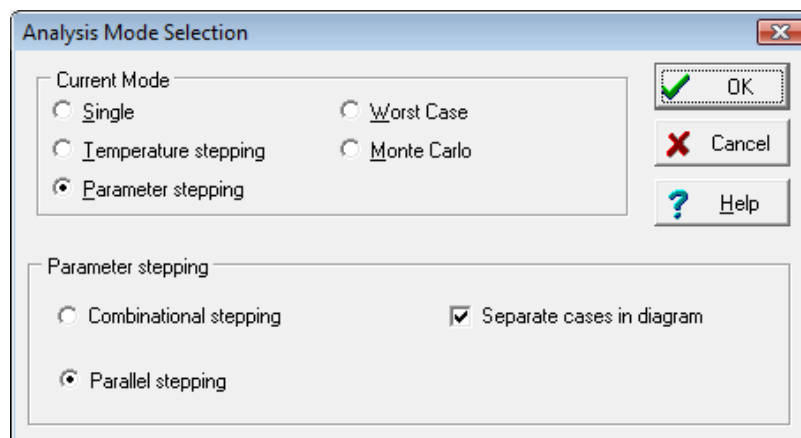 Analysis Mode Selection
Current Mode
Single
Worst Case
Temperature stepping
Monte Carlo
Parameter stepping
OK
Cancel
Help
Parameter stepping
Combinational stepping
Separate cases in diagram
Parallel stepping